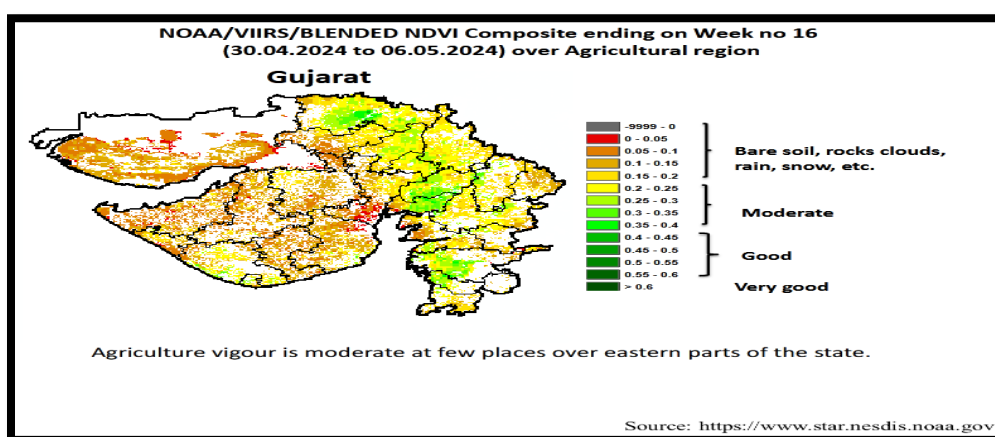 NOAA/VIIRS/BLENDED NDVI Composite ending on Week no 16
(30.04.2024 to 06.05.2024) over Agricultural region
Gujarat
-9999 - 0
0 - 0.05
0.05 - 0.1
0.1 - 0.15
0.15 - 0.2
0.2 - 0.25
0.25 - 0.3
0.3 - 0.35
0.35 - 0.4
0.4 - 0.45
0.45 - 0.5
0.5 - 0.55
0.55 - 0.6
> 0.6
Bare soil, rocks clouds,
rain, snow, etc.
Moderate
Good
Very good
Agriculture vigour is moderate at few places over eastern parts of the state.
Source: https://www.star.nesdis.noaa.gov